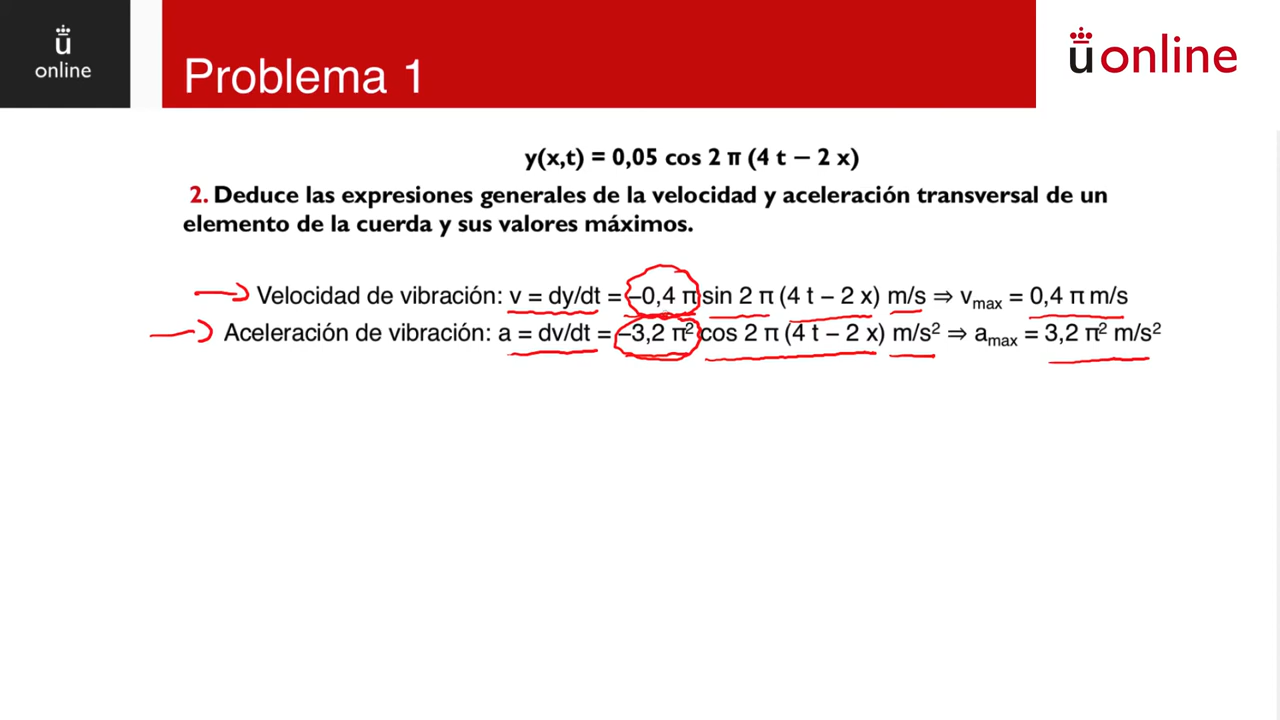 ü
online
Problema 1
üonline
y(x,t) = 0,05 cos 2 π (4 t − 2 x)
2. Deduce las expresiones generales de la velocidad y aceleración transversal de un
elemento de la cuerda y sus valores máximos.
Velocidad de vibración: v = dy/dt = −0,4 π sin 2 π (4 t − 2 x) m/s ⇒ vmax = 0,4 π m/s
Aceleración de vibración: a = dv/dt = −3,2 π² cos 2 π (4 t − 2 x) m/s² ⇒ amax = 3,2 π² m/s²